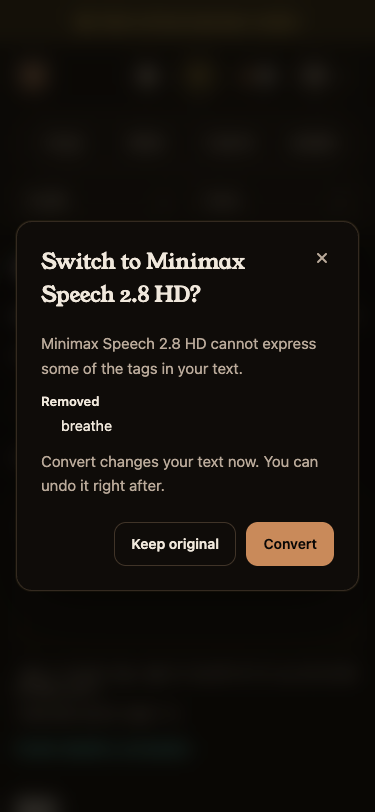 Switch to Minimax
Speech 2.8 HD?
Minimax Speech 2.8 HD cannot express
some of the tags in your text.
Removed
breathe
Convert changes your text now. You can
undo it right after.
Keep original
Convert